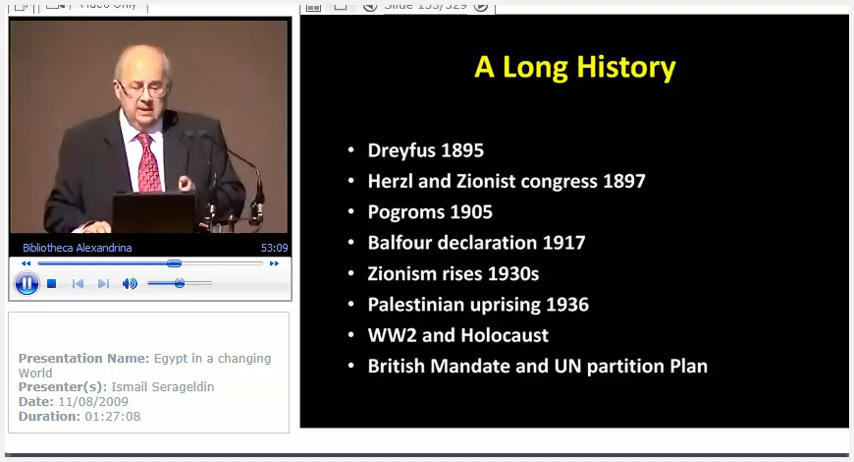 Video Only
Slide 155/329
A Long History
• Dreyfus 1895
• Herzl and Zionist congress 1897
• Pogroms 1905
• Balfour declaration 1917
• Zionism rises 1930s
• Palestinian uprising 1936
• WW2 and Holocaust
• British Mandate and UN partition Plan
Bibliotheca Alexandrina 53:09
Presentation Name: Egypt in a changing
World
Presenter(s): Ismail Serageldin
Date: 11/08/2009
Duration: 01:27:08